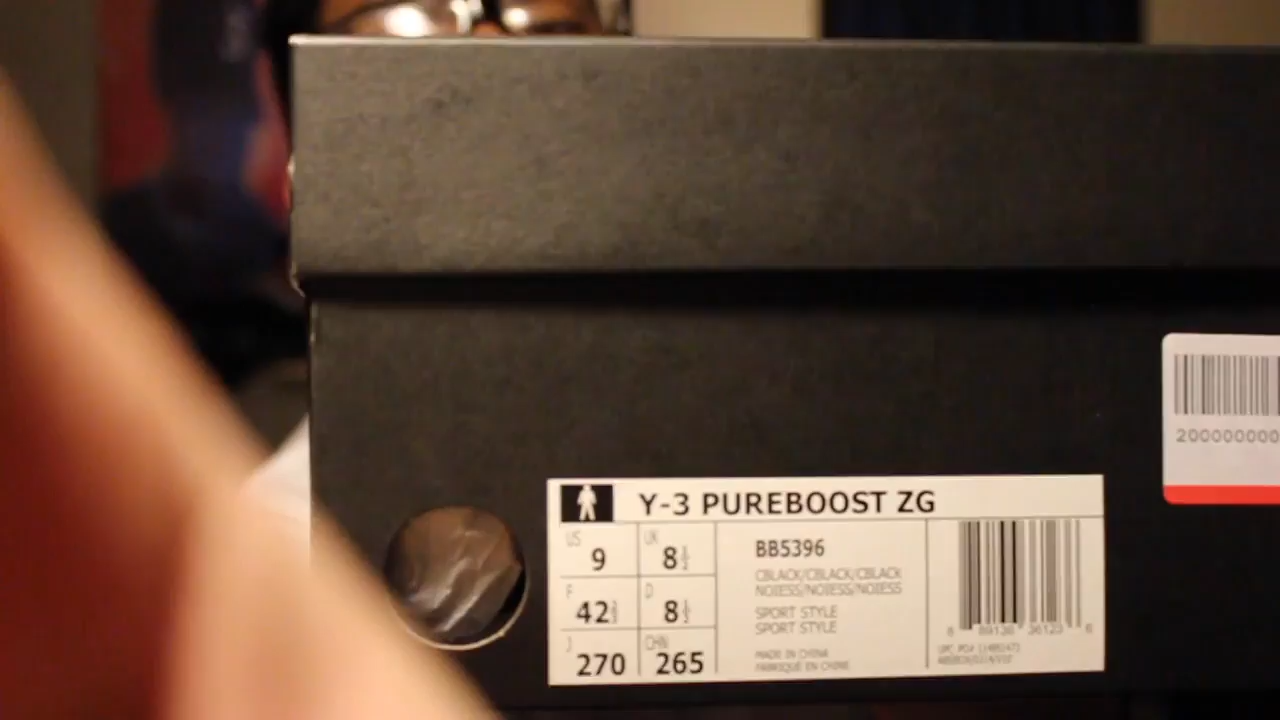 200000000
Y-3 PUREBOOST ZG
US 9
UK 8½
F 42⅔
D 8½
J 270
CHN 265
BB5396
CBLACK/CBLACK/CBLACK
NOIESS/NOIESS/NOIESS
SPORT STYLE
SPORT STYLE
MADE IN CHINA
FABRIQUÉ EN CHINE